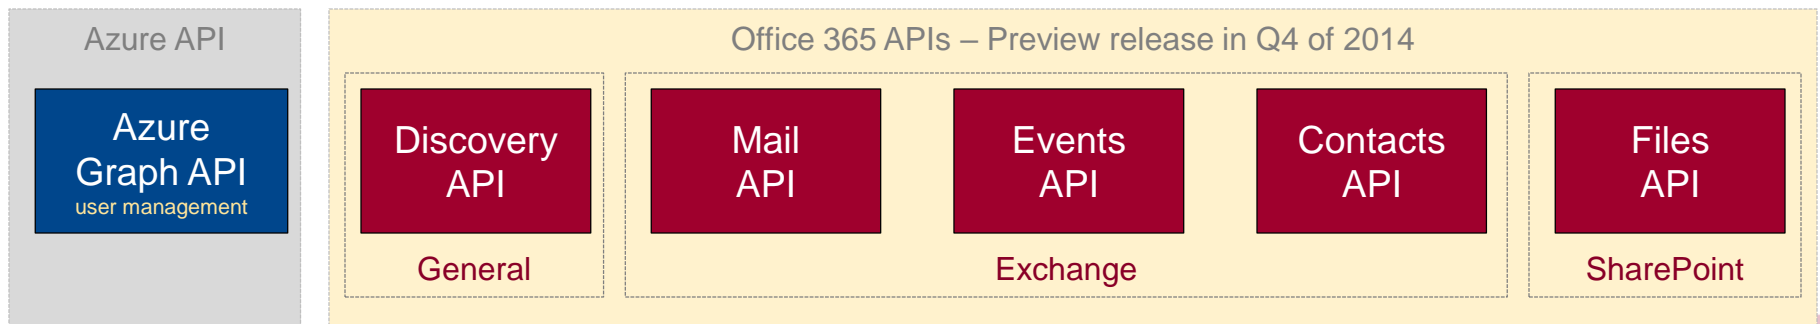 Azure API
Azure
Graph API
user management
Office 365 APIs – Preview release in Q4 of 2014
Discovery
API
General
Mail
API
Events
API
Contacts
API
Exchange
Files
API
SharePoint